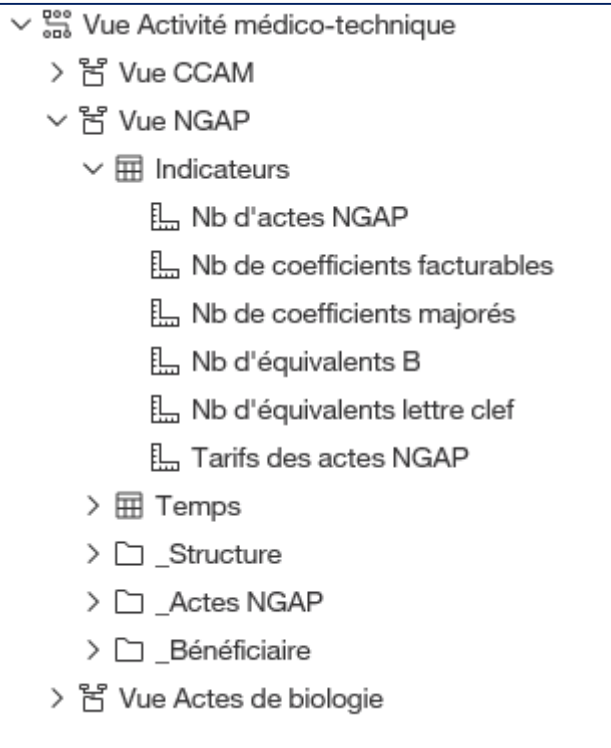 Vue Activité médico-technique
Vue CCAM
Vue NGAP
Indicateurs
Nb d'actes NGAP
Nb de coefficients facturables
Nb de coefficients majorés
Nb d'équivalents B
Nb d'équivalents lettre clef
Tarifs des actes NGAP
Temps
_Structure
_Actes NGAP
_Bénéficiaire
Vue Actes de biologie